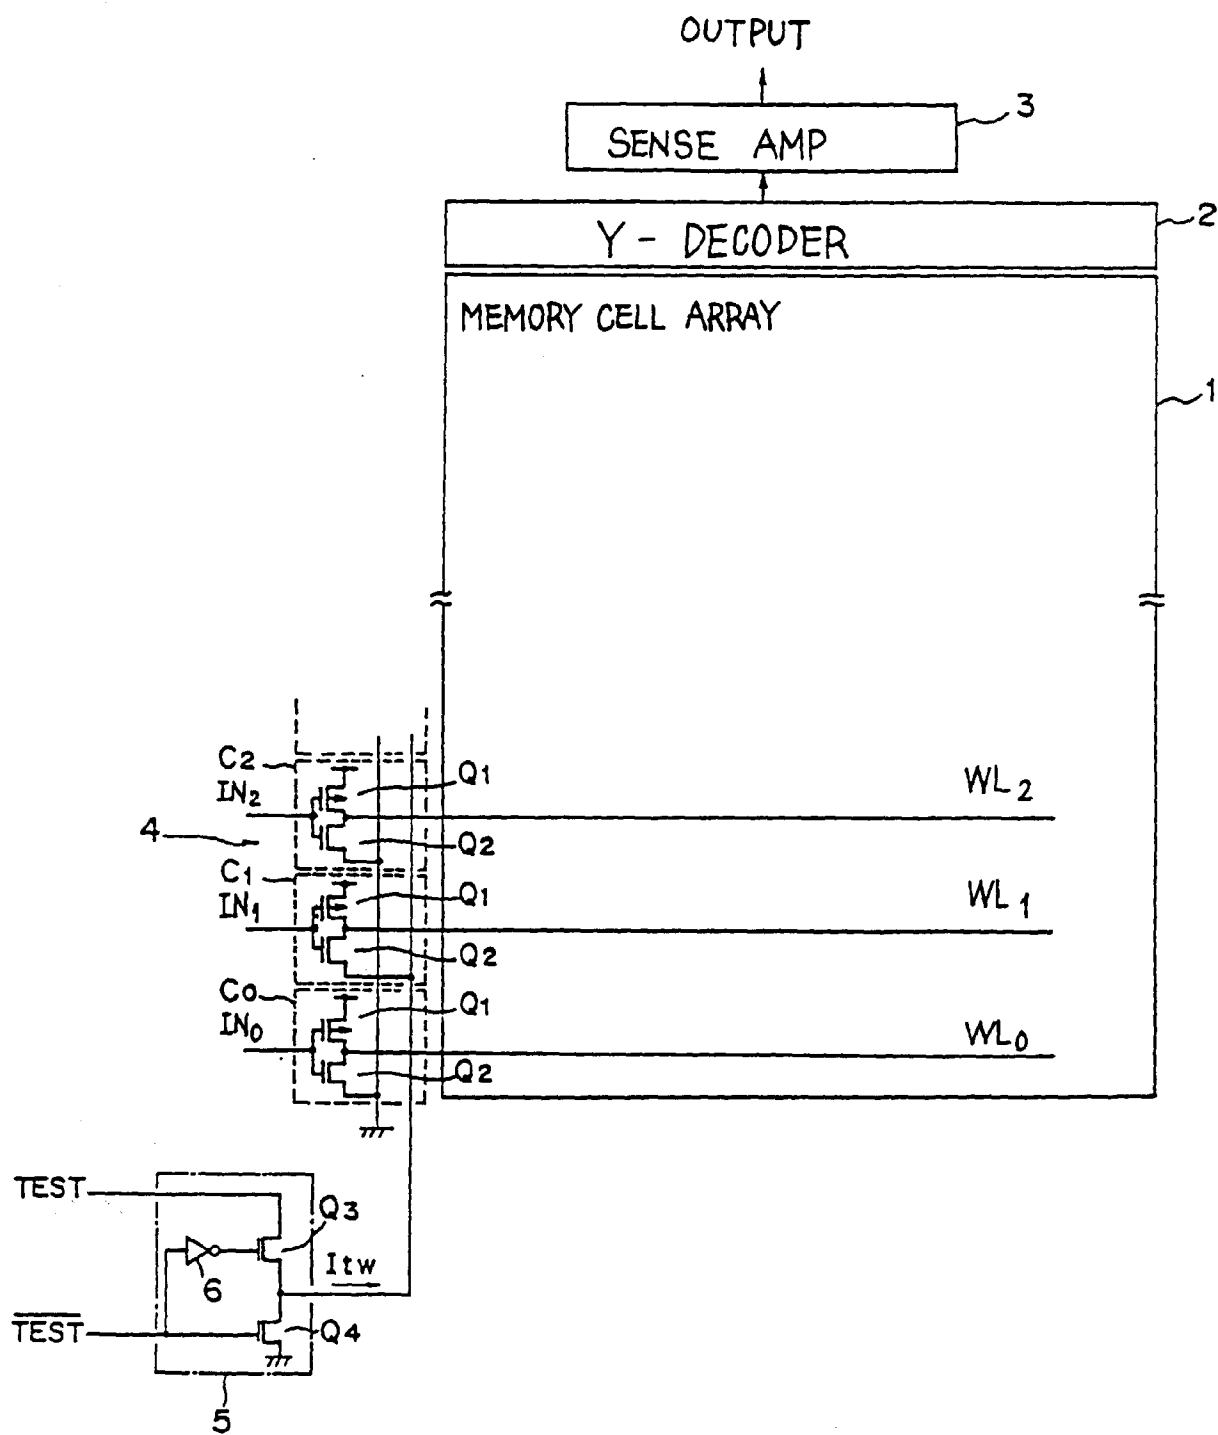 OUTPUT
SENSE AMP
3
Y - DECODER
2
MEMORY CELL ARRAY
1
C2
IN2
Q1
WL2
4
Q2
C1
IN1
Q1
WL1
Q2
C0
IN0
Q1
WL0
Q2
TEST
Q3
Itw
6
T̅E̅S̅T̅
Q4
5